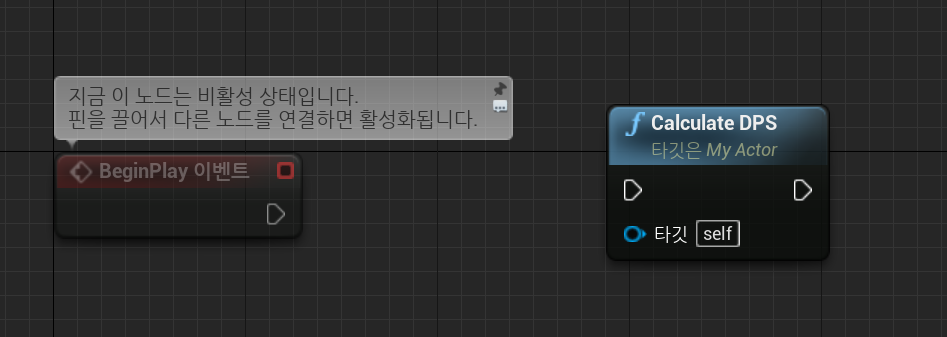 지금 이 노드는 비활성 상태입니다.
핀을 끌어서 다른 노드를 연결하면 활성화됩니다.
BeginPlay 이벤트
Calculate DPS
타깃은 My Actor
타깃 self